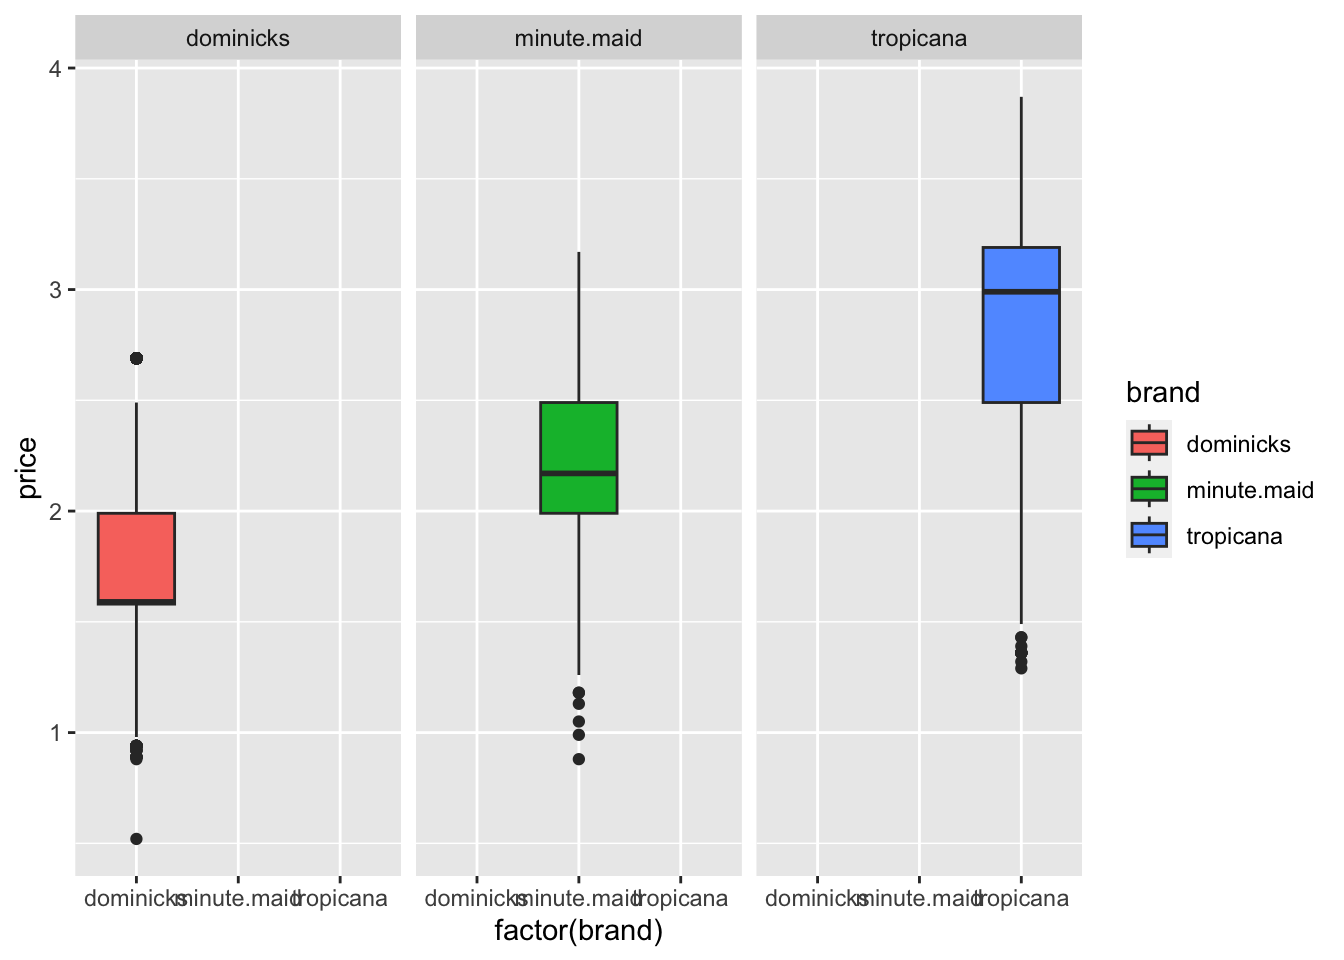 dominicks
minute.maid
tropicana
4
3
2
1
price
dominicks minute.maid tropicana
dominicks minute.maid tropicana
dominicks minute.maid tropicana
factor(brand)
brand
dominicks
minute.maid
tropicana